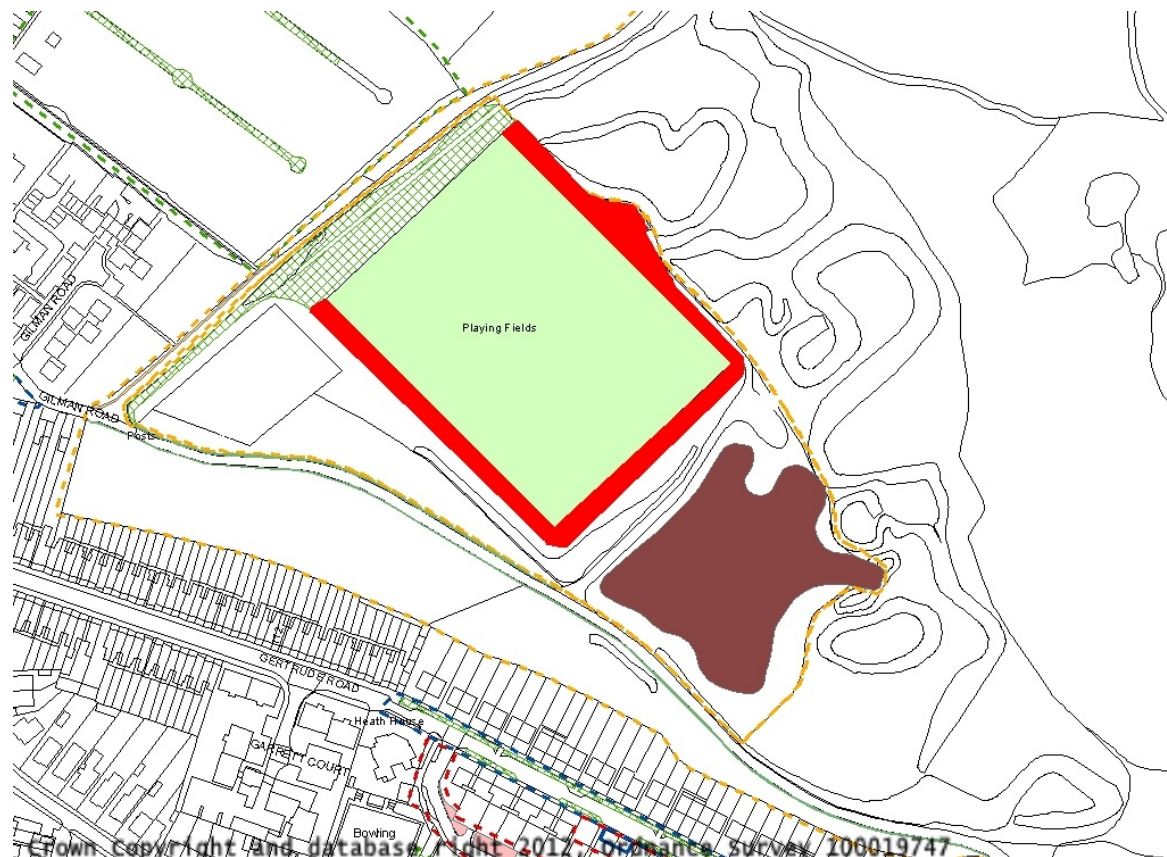 GILMAN ROAD
Playing Fields
GILMAN ROAD
Posts
GERTRUDE ROAD
Heath House
GARRETT COURT
Bowling
Crown Copyright and database right 2012, Ordnance Survey 100019747